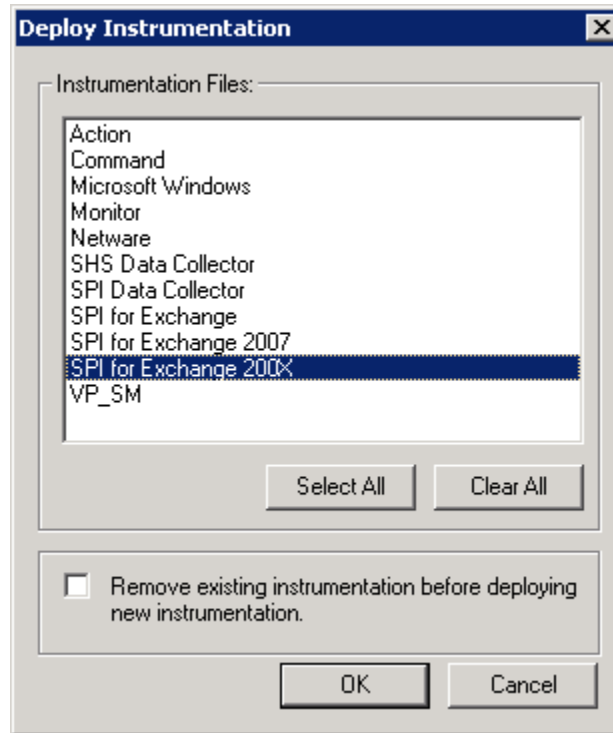 Deploy Instrumentation
Instrumentation Files:
Action
Command
Microsoft Windows
Monitor
Netware
SHS Data Collector
SPI Data Collector
SPI for Exchange
SPI for Exchange 2007
SPI for Exchange 200X
VP_SM
Select All
Clear All
Remove existing instrumentation before deploying
new instrumentation.
OK
Cancel